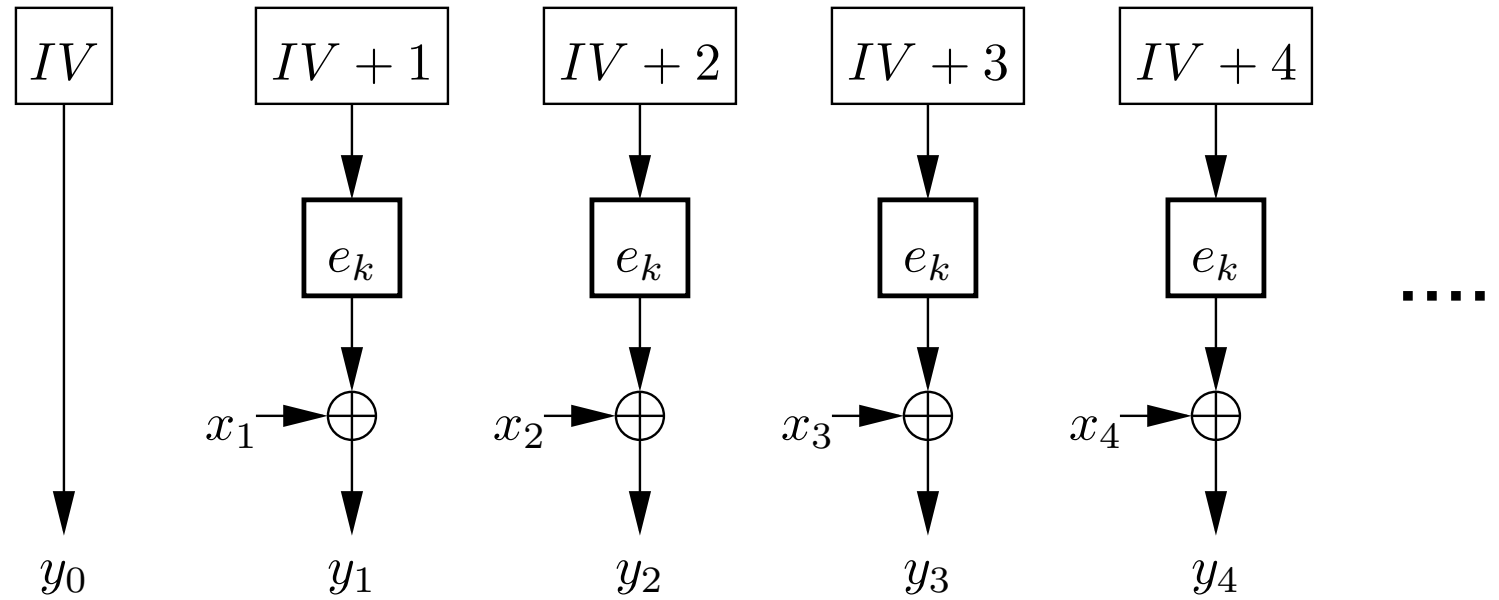 IV IV + 1 IV + 2 IV + 3 IV + 4
e_k e_k e_k e_k
....
x_1 x_2 x_3 x_4
y_0 y_1 y_2 y_3 y_4